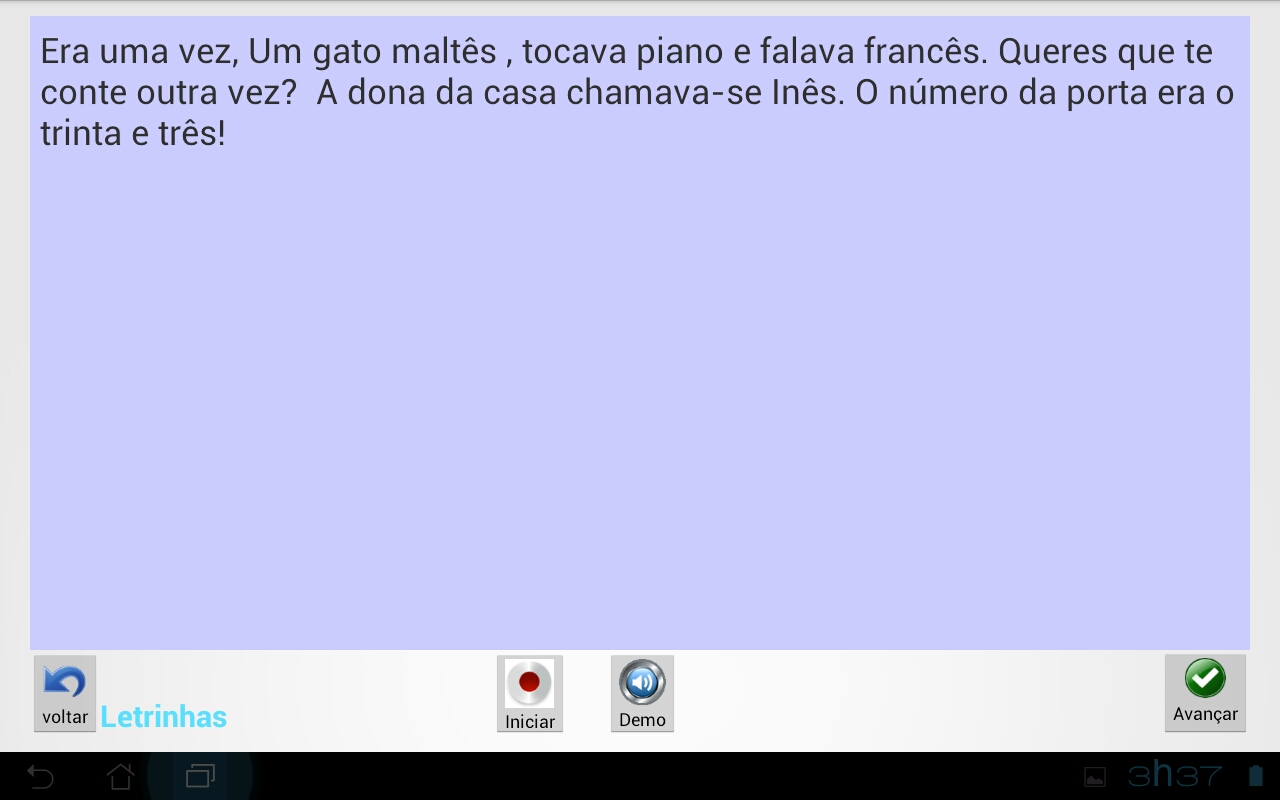 Era uma vez, Um gato maltês , tocava piano e falava francês. Queres que te
conte outra vez?  A dona da casa chamava-se Inês. O número da porta era o
trinta e três!
voltar
Letrinhas
Iniciar
Demo
Avançar
3h37